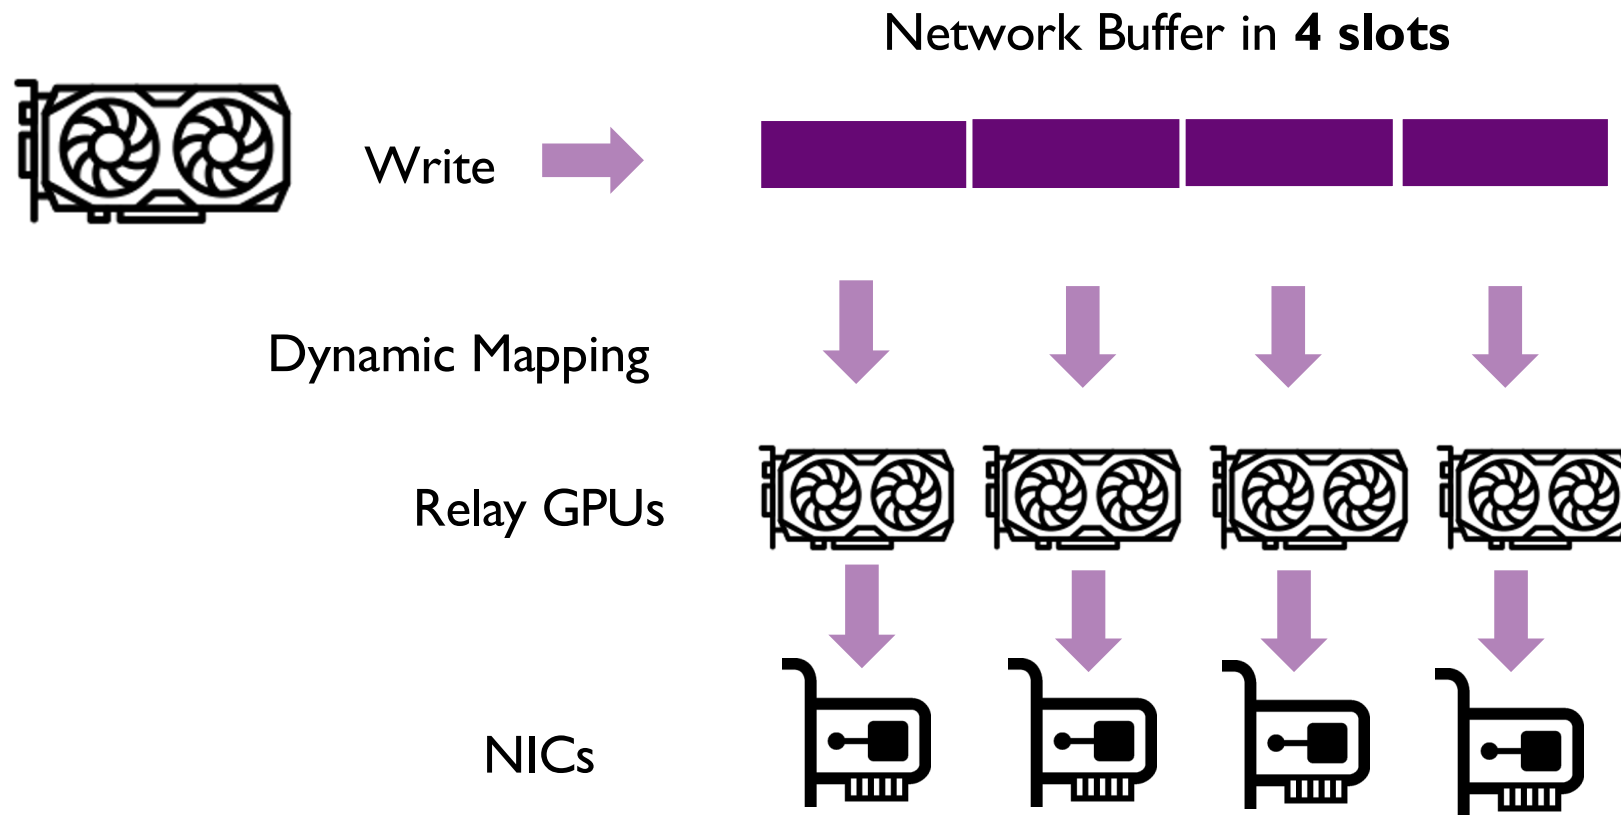 Network Buffer in 4 slots
Write
Dynamic Mapping
Relay GPUs
NICs